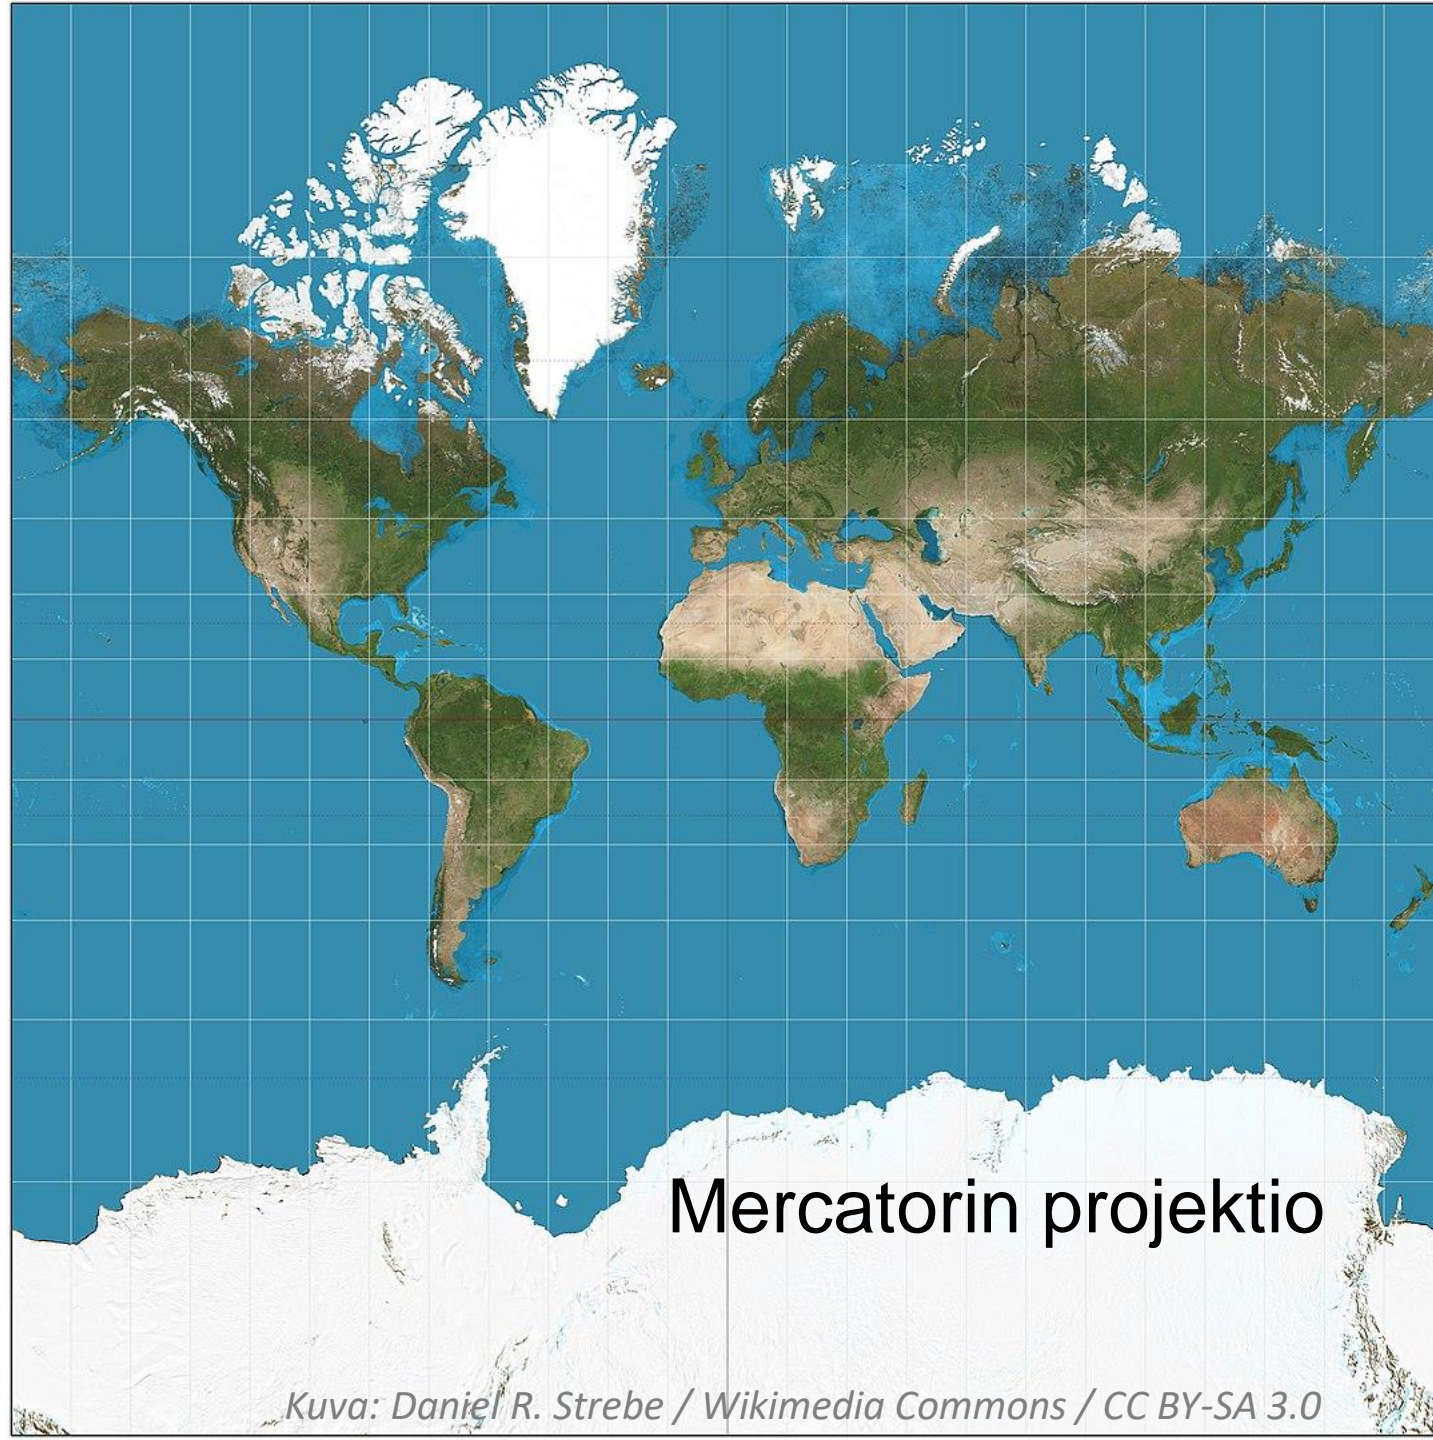 Mercatorin projektio
Kuva: Daniel R. Strebe / Wikimedia Commons / CC BY-SA 3.0